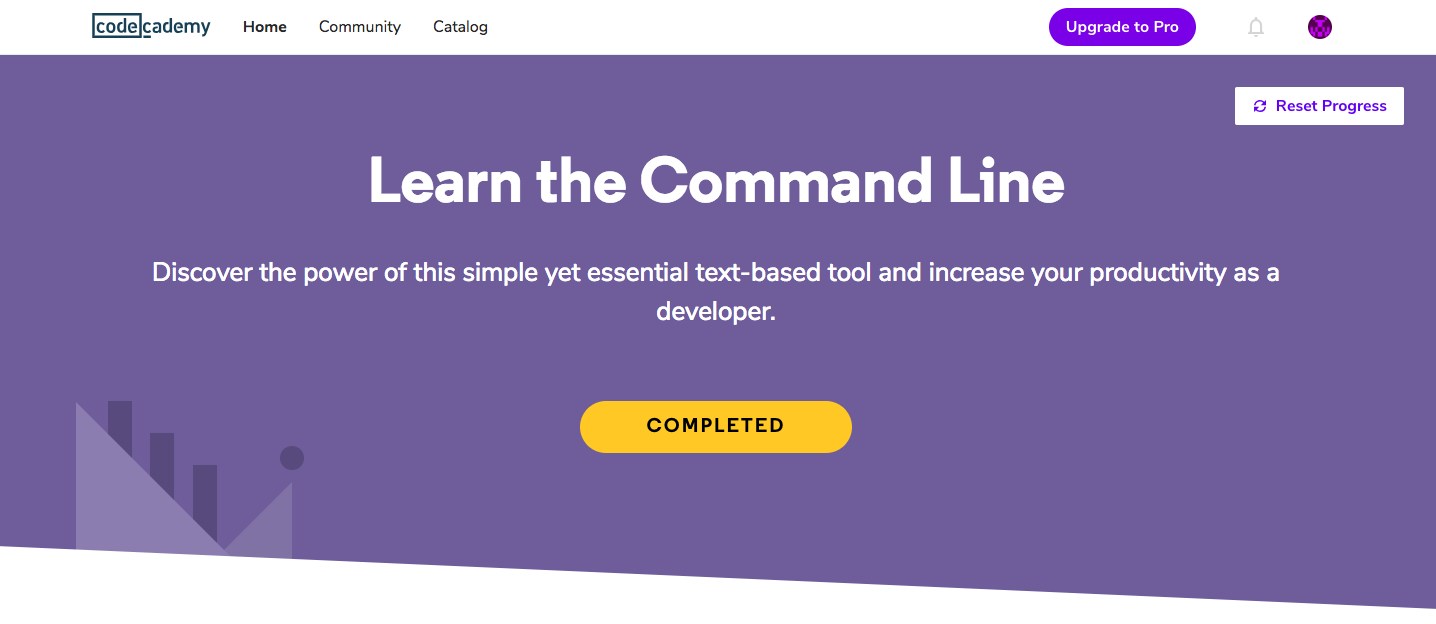 codecademy Home Community Catalog Upgrade to Pro
Reset Progress
Learn the Command Line
Discover the power of this simple yet essential text-based tool and increase your productivity as a
developer.
COMPLETED